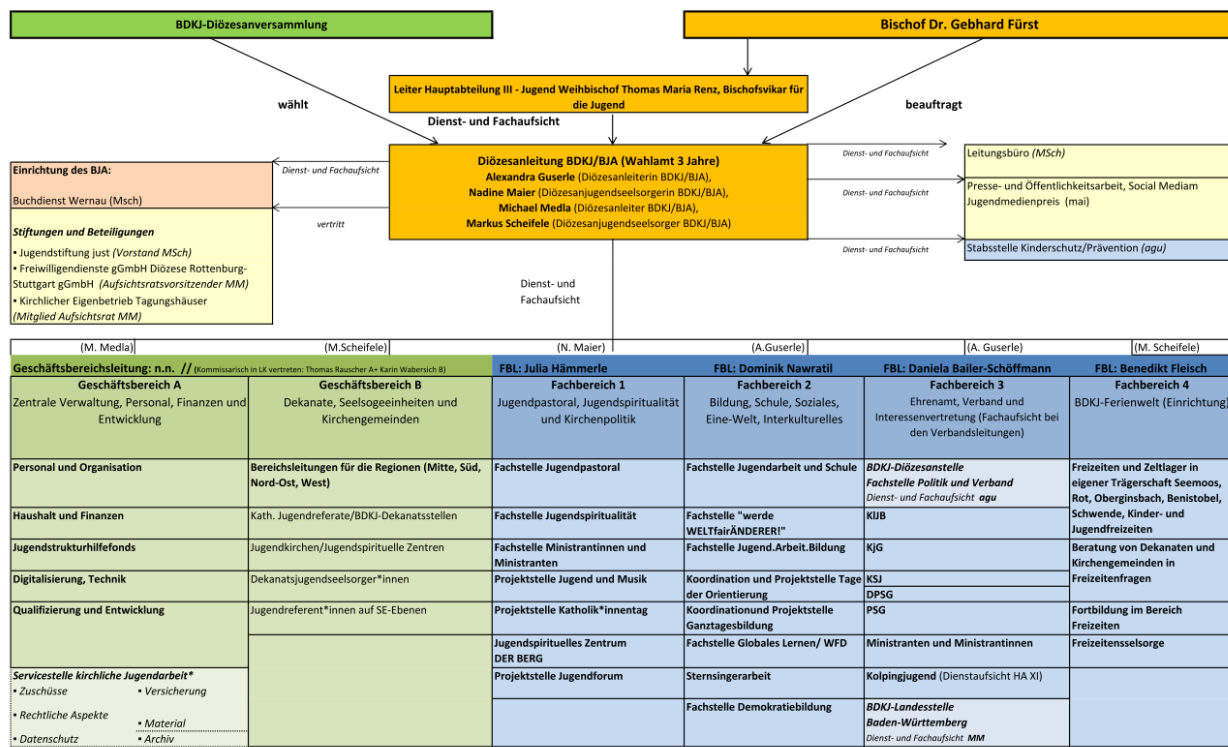 BDKJ-Diözesanversammlung
Bischof Dr. Gebhard Fürst
Leiter Hauptabteilung III - Jugend Weihbischof Thomas Maria Renz, Bischofsvikar für
die Jugend
wählt
beauftragt
Dienst- und Fachaufsicht
Diözesanleitung BDKJ/BJA (Wahlamt 3 Jahre)
Alexandra Guserle (Diözesanleiterin BDKJ/BJA),
Nadine Maier (Diözesanjugendseelsorgerin BDKJ/BJA),
Michael Medla (Diözesanleiter BDKJ/BJA),
Markus Scheifele (Diözesanjugendseelsorger BDKJ/BJA)
Einrichtung des BJA:
Buchdienst Wernau (Msch)
Dienst- und Fachaufsicht
vertritt
Stiftungen und Beteiligungen
▪ Jugendstiftung just (Vorstand MSch)
▪ Freiwilligendienste gGmbH Diözese Rottenburg-
Stuttgart gGmbH (Aufsichtsratsvorsitzender MM)
▪ Kirchlicher Eigenbetrieb Tagungshäuser
(Mitglied Aufsichtsrat MM)
Dienst- und Fachaufsicht
Leitungsbüro (MSch)
Dienst- und Fachaufsicht
Presse- und Öffentlichkeitsarbeit, Social Mediam
Jugendmedienpreis (mai)
Dienst- und Fachaufsicht
Stabsstelle Kinderschutz/Prävention (agu)
Dienst- und
Fachaufsicht
(M. Medla)
(M.Scheifele)
(N. Maier)
(A.Guserle)
(A. Guserle)
(M. Scheifele)
Geschäftsbereichsleitung: n.n. // (Kommissarisch in LK vertreten: Thomas Rauscher A+ Karin Wabersich B)
FBL: Julia Hämmerle
FBL: Dominik Nawratil
FBL: Daniela Bailer-Schöffmann
FBL: Benedikt Fleisch
Geschäftsbereich A
Zentrale Verwaltung, Personal, Finanzen und
Entwicklung
Geschäftsbereich B
Dekanate, Seelsogeeinheiten und
Kirchengemeinden
Fachbereich 1
Jugendpastoral, Jugendspiritualität
und Kirchenpolitik
Fachbereich 2
Bildung, Schule, Soziales,
Eine-Welt, Interkulturelles
Fachbereich 3
Ehrenamt, Verband und
Interessenvertretung (Fachaufsicht bei
den Verbandsleitungen)
Fachbereich 4
BDKJ-Ferienwelt (Einrichtung)
Personal und Organisation
Haushalt und Finanzen
Jugendstrukturhilfefonds
Digitalisierung, Technik
Qualifizierung und Entwicklung
Servicestelle kirchliche Jugendarbeit*
▪ Zuschüsse
▪ Versicherung
▪ Rechtliche Aspekte
▪ Material
▪ Datenschutz
▪ Archiv
Bereichsleitungen für die Regionen (Mitte, Süd,
Nord-Ost, West)
Kath. Jugendreferate/BDKJ-Dekanatsstellen
Jugendkirchen/Jugendspirituelle Zentren
Dekanatsjugendseelsorger*innen
Jugendreferent*innen auf SE-Ebenen
Fachstelle Jugendpastoral
Fachstelle Jugendspiritualität
Fachstelle Ministrantinnen und
Ministranten
Projektstelle Jugend und Musik
Projektstelle Katholik*innentag
Jugendspirituelles Zentrum
DER BERG
Projektstelle Jugendforum
Fachstelle Jugendarbeit und Schule
Fachstelle "werde
WELTfairÄNDERER!"
Fachstelle Jugend.Arbeit.Bildung
Koordination und Projektstelle Tage
der Orientierung
Koordinationund Projektstelle
Ganztagesbildung
Fachstelle Globales Lernen/ WFD
Sternsingerarbeit
Fachstelle Demokratiebildung
BDKJ-Diözesanstelle
Fachstelle Politik und Verband
Dienst- und Fachaufsicht agu
KlJB
KjG
KSJ
DPSG
PSG
Ministranten und Ministrantinnen
Kolpingjugend (Dienstaufsicht HA XI)
BDKJ-Landesstelle
Baden-Württemberg
Dienst- und Fachaufsicht MM
Freizeiten und Zeltlager in
eigener Trägerschaft Seemoos,
Rot, Oberginsbach, Benistobel,
Schwende, Kinder- und
Jugendfreizeiten
Beratung von Dekanaten und
Kirchengemeinden in
Freizeitenfragen
Fortbildung im Bereich
Freizeiten
Freizeitensselsorge